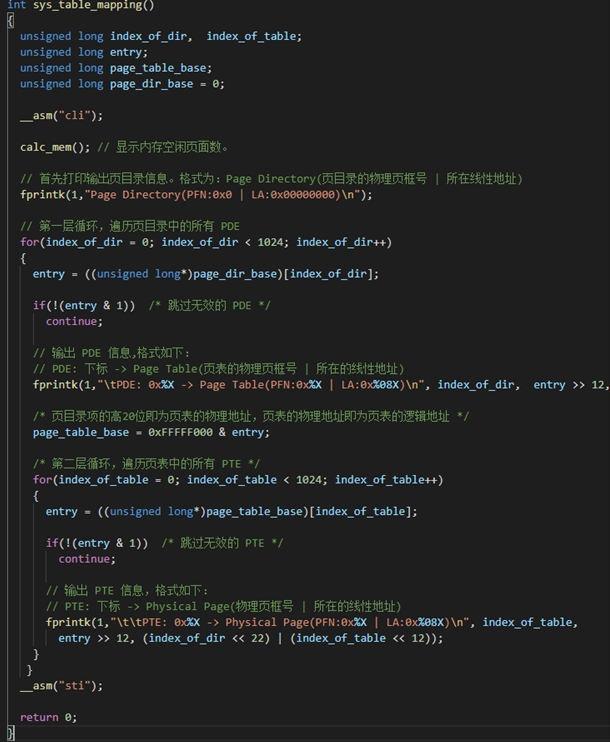 int sys_table_mapping()
{
unsigned long index_of_dir, index_of_table;
unsigned long entry;
unsigned long page_table_base;
unsigned long page_dir_base = 0;
__asm("cli");
calc_mem(); // 显示内存空闲页面数。
// 首先打印输出页目录信息。格式为: Page Directory(页目录的物理页框号 | 所在线性地址)
fprintk(1,"Page Directory(PFN:0x0 | LA:0x00000000)\n");
// 第一层循环，遍历页目录中的所有 PDE
for(index_of_dir = 0; index_of_dir < 1024; index_of_dir++)
{
entry = ((unsigned long*)page_dir_base)[index_of_dir];
if(!(entry & 1)) /* 跳过无效的 PDE */
continue;
// 输出 PDE 信息,格式如下：
// PDE: 下标 -> Page Table(页表的物理页框号 | 所在的线性地址)
fprintk(1,"\tPDE: 0x%X -> Page Table(PFN:0x%X | LA:0x%08X)\n", index_of_dir, entry >> 12,
/* 页目录项的高20位即为页表的物理地址，页表的物理地址即为页表的逻辑地址 */
page_table_base = 0xFFFFF000 & entry;
/* 第二层循环，遍历页表中的所有 PTE */
for(index_of_table = 0; index_of_table < 1024; index_of_table++)
{
entry = ((unsigned long*)page_table_base)[index_of_table];
if(!(entry & 1)) /* 跳过无效的 PTE */
continue;
// 输出 PTE 信息，格式如下：
// PTE: 下标 -> Physical Page(物理页框号 | 所在的线性地址)
fprintk(1,"\t\tPTE: 0x%X -> Physical Page(PFN:0x%X | LA:0x%08X)\n", index_of_table,
entry >> 12, (index_of_dir << 22) | (index_of_table << 12));
}
}
__asm("sti");
return 0;
}